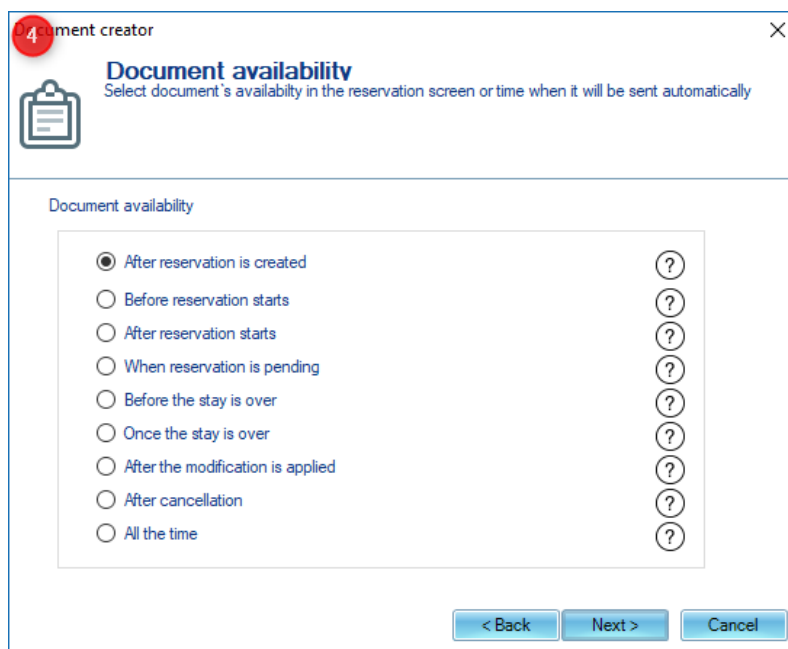 Document creator
4
Document availability
Select document's availabilty in the reservation screen or time when it will be sent automatically
Document availability
After reservation is created ?
Before reservation starts ?
After reservation starts ?
When reservation is pending ?
Before the stay is over ?
Once the stay is over ?
After the modification is applied ?
After cancellation ?
All the time ?
< Back Next > Cancel